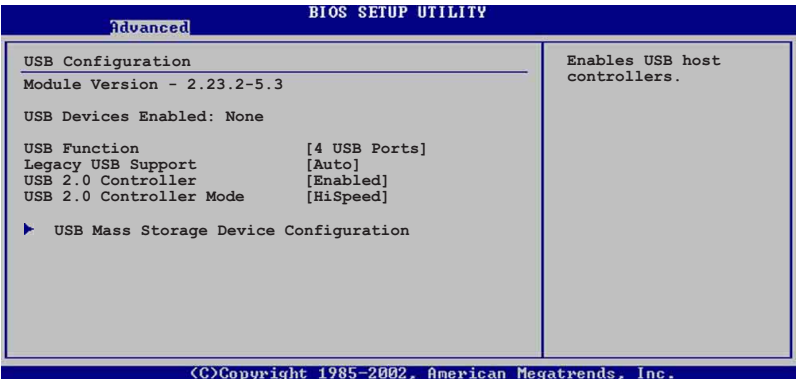 BIOS SETUP UTILITY
Advanced
USB Configuration
Module Version - 2.23.2-5.3
USB Devices Enabled: None
USB Function [4 USB Ports]
Legacy USB Support [Auto]
USB 2.0 Controller [Enabled]
USB 2.0 Controller Mode [HiSpeed]
USB Mass Storage Device Configuration
Enables USB host
controllers.
(C)Copyright 1985-2002, American Megatrends, Inc.